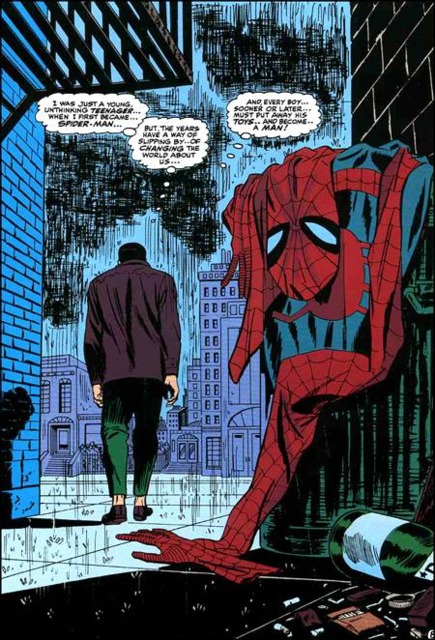 I WAS JUST A YOUNG,
UNTHINKING TEENAGER...
WHEN I FIRST BECAME...
SPIDER-MAN...
BUT THE YEARS
HAVE A WAY OF
SLIPPING BY--OF
CHANGING THE
WORLD ABOUT
US...
AND, EVERY BOY...
SOONER OR LATER...
MUST PUT AWAY HIS
TOYS.. AND BECOME--
A MAN!